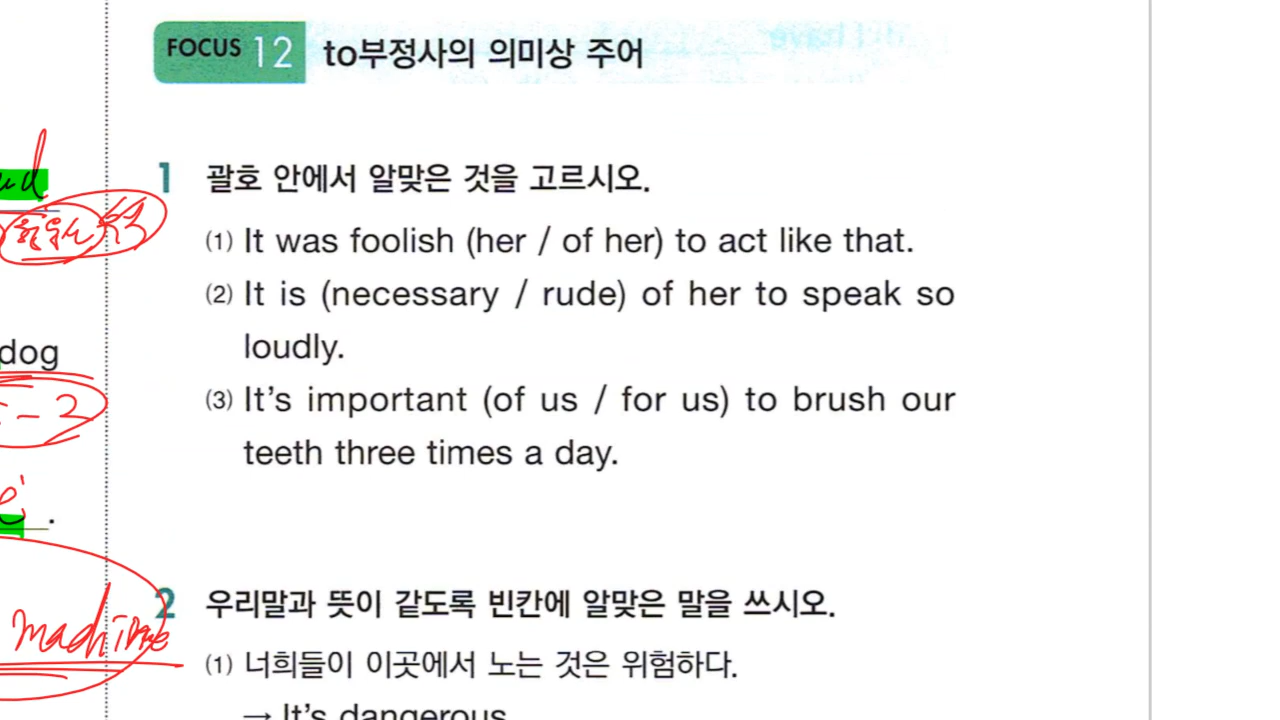 FOCUS 12 to부정사의 의미상 주어
1 괄호 안에서 알맞은 것을 고르시오.
(1) It was foolish (her / of her) to act like that.
(2) It is (necessary / rude) of her to speak so
loudly.
dog
(3) It's important (of us / for us) to brush our
- 2
teeth three times a day.
.
2 우리말과 뜻이 같도록 빈칸에 알맞은 말을 쓰시오.
machine
(1) 너희들이 이곳에서 노는 것은 위험하다.
→ It's dangerous